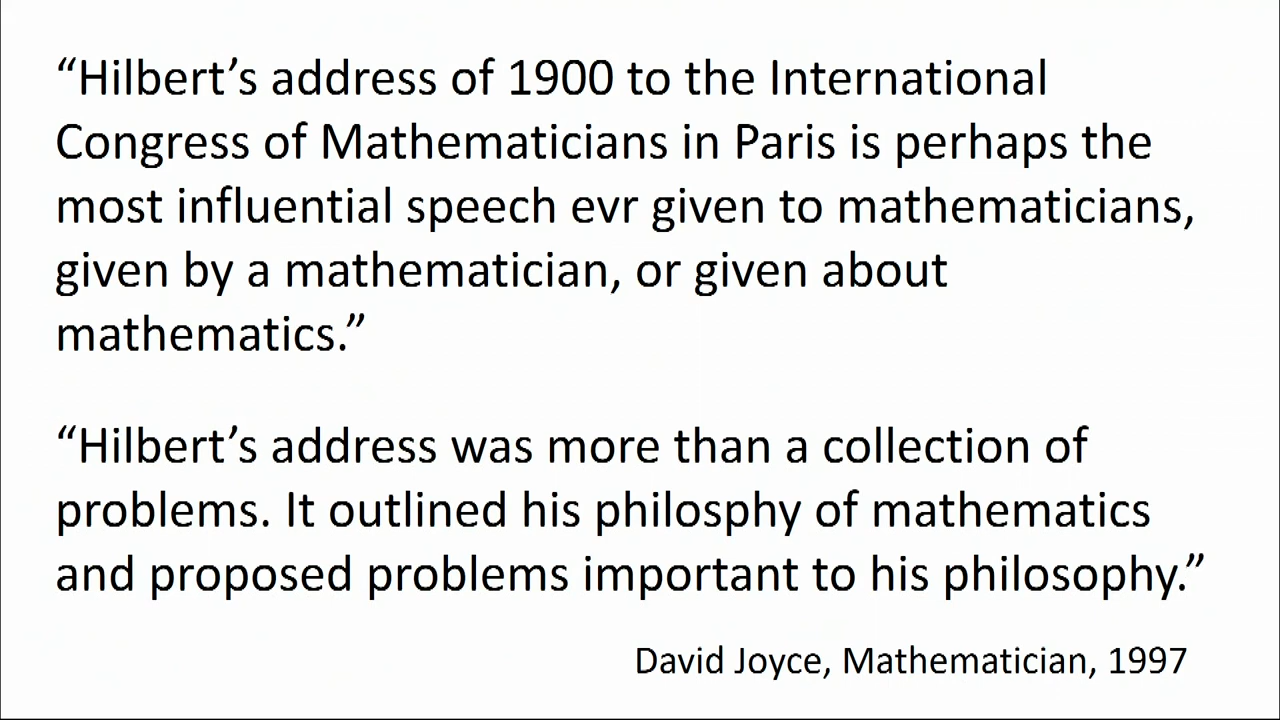 “Hilbert’s address of 1900 to the International
Congress of Mathematicians in Paris is perhaps the
most influential speech evr given to mathematicians,
given by a mathematician, or given about
mathematics.”
“Hilbert’s address was more than a collection of
problems. It outlined his philosphy of mathematics
and proposed problems important to his philosophy.”
David Joyce, Mathematician, 1997